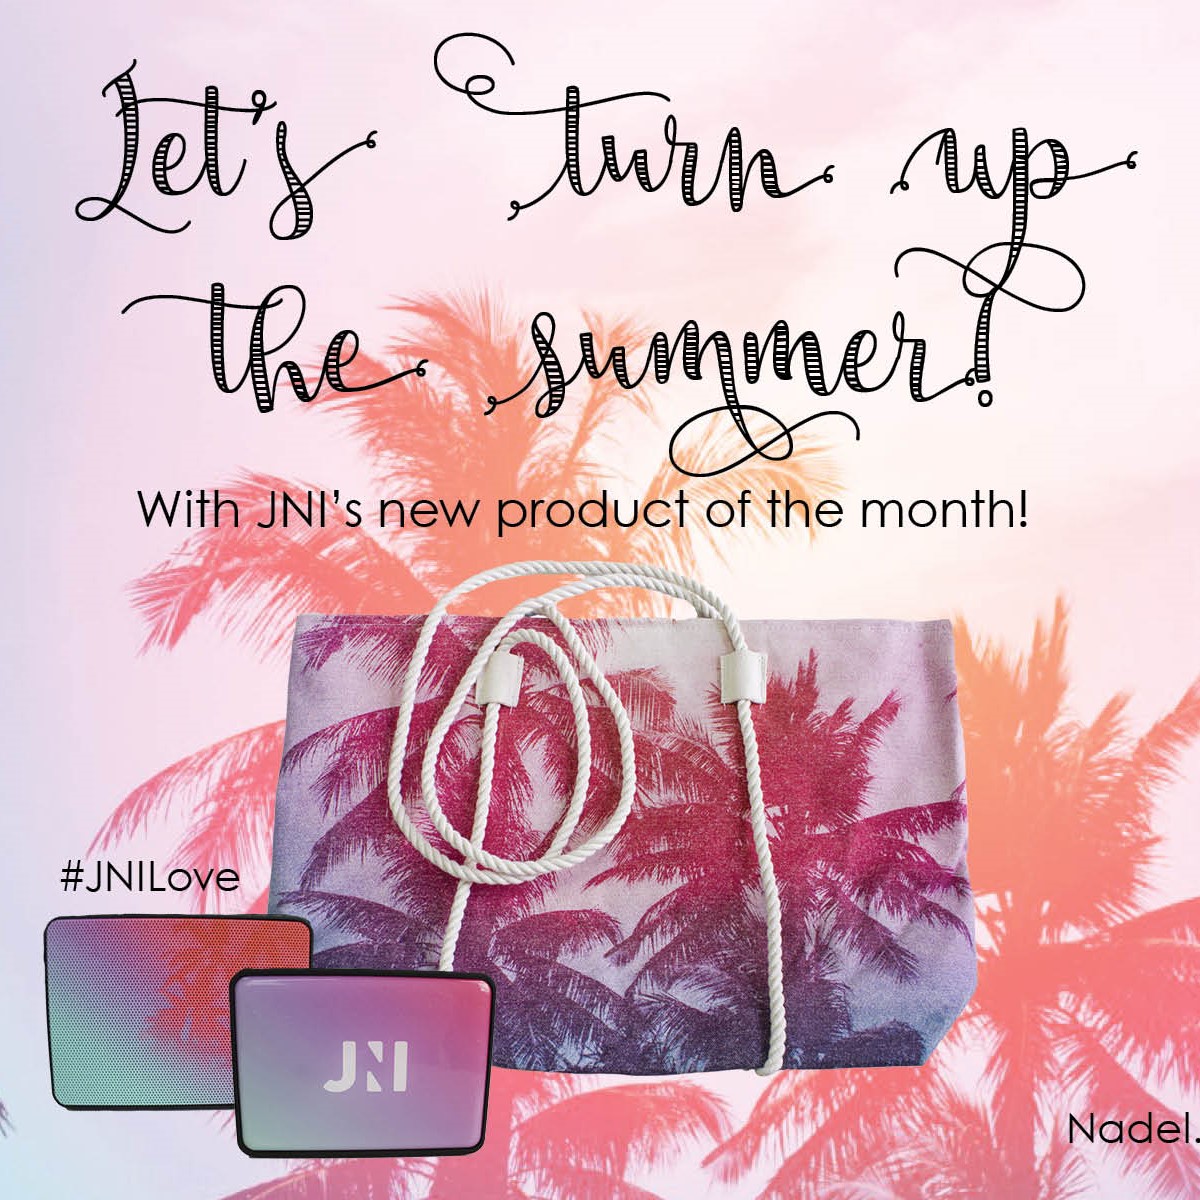 Let's turn up
the summer!
With JNI's new product of the month!
#JNILove
JNI
Nadel.